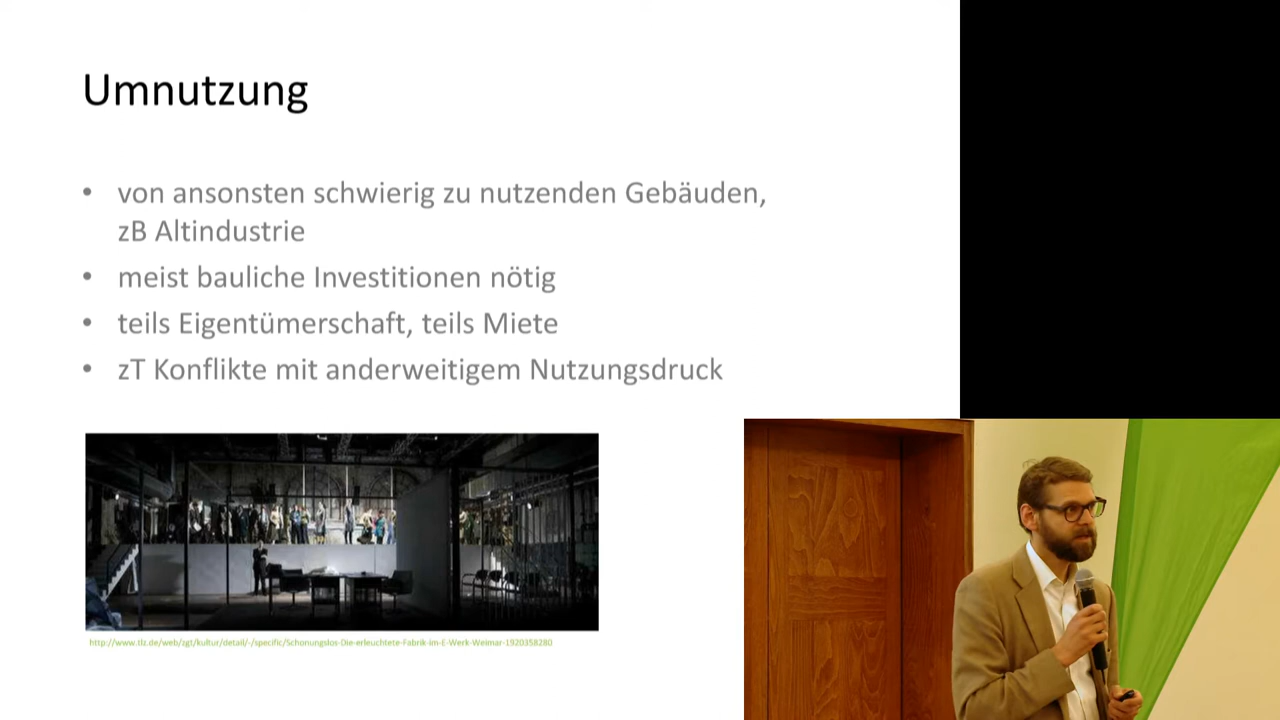 Umnutzung
• von ansonsten schwierig zu nutzenden Gebäuden,
zB Altindustrie
• meist bauliche Investitionen nötig
• teils Eigentümerschaft, teils Miete
• zT Konflikte mit anderweitigem Nutzungsdruck
http://www.tlz.de/web/zgt/kultur/detail/-/specific/Schonungslos-Die-erleuchtete-Fabrik-im-E-Werk-Weimar-1920358280